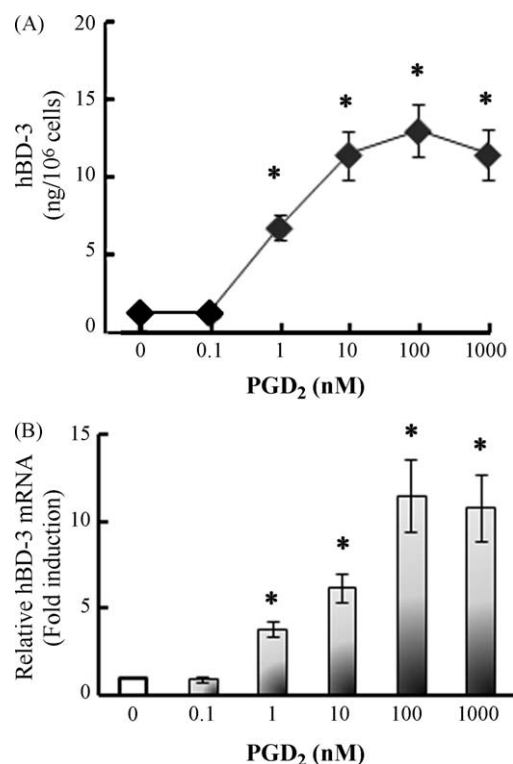 (A)
20
15
10
5
0
hBD-3
(ng/10⁶ cells)
* * * * *
0 0.1 1 10 100 1000
PGD₂ (nM)
(B)
15
10
5
0
Relative hBD-3 mRNA
(Fold induction)
* * * *
0 0.1 1 10 100 1000
PGD₂ (nM)